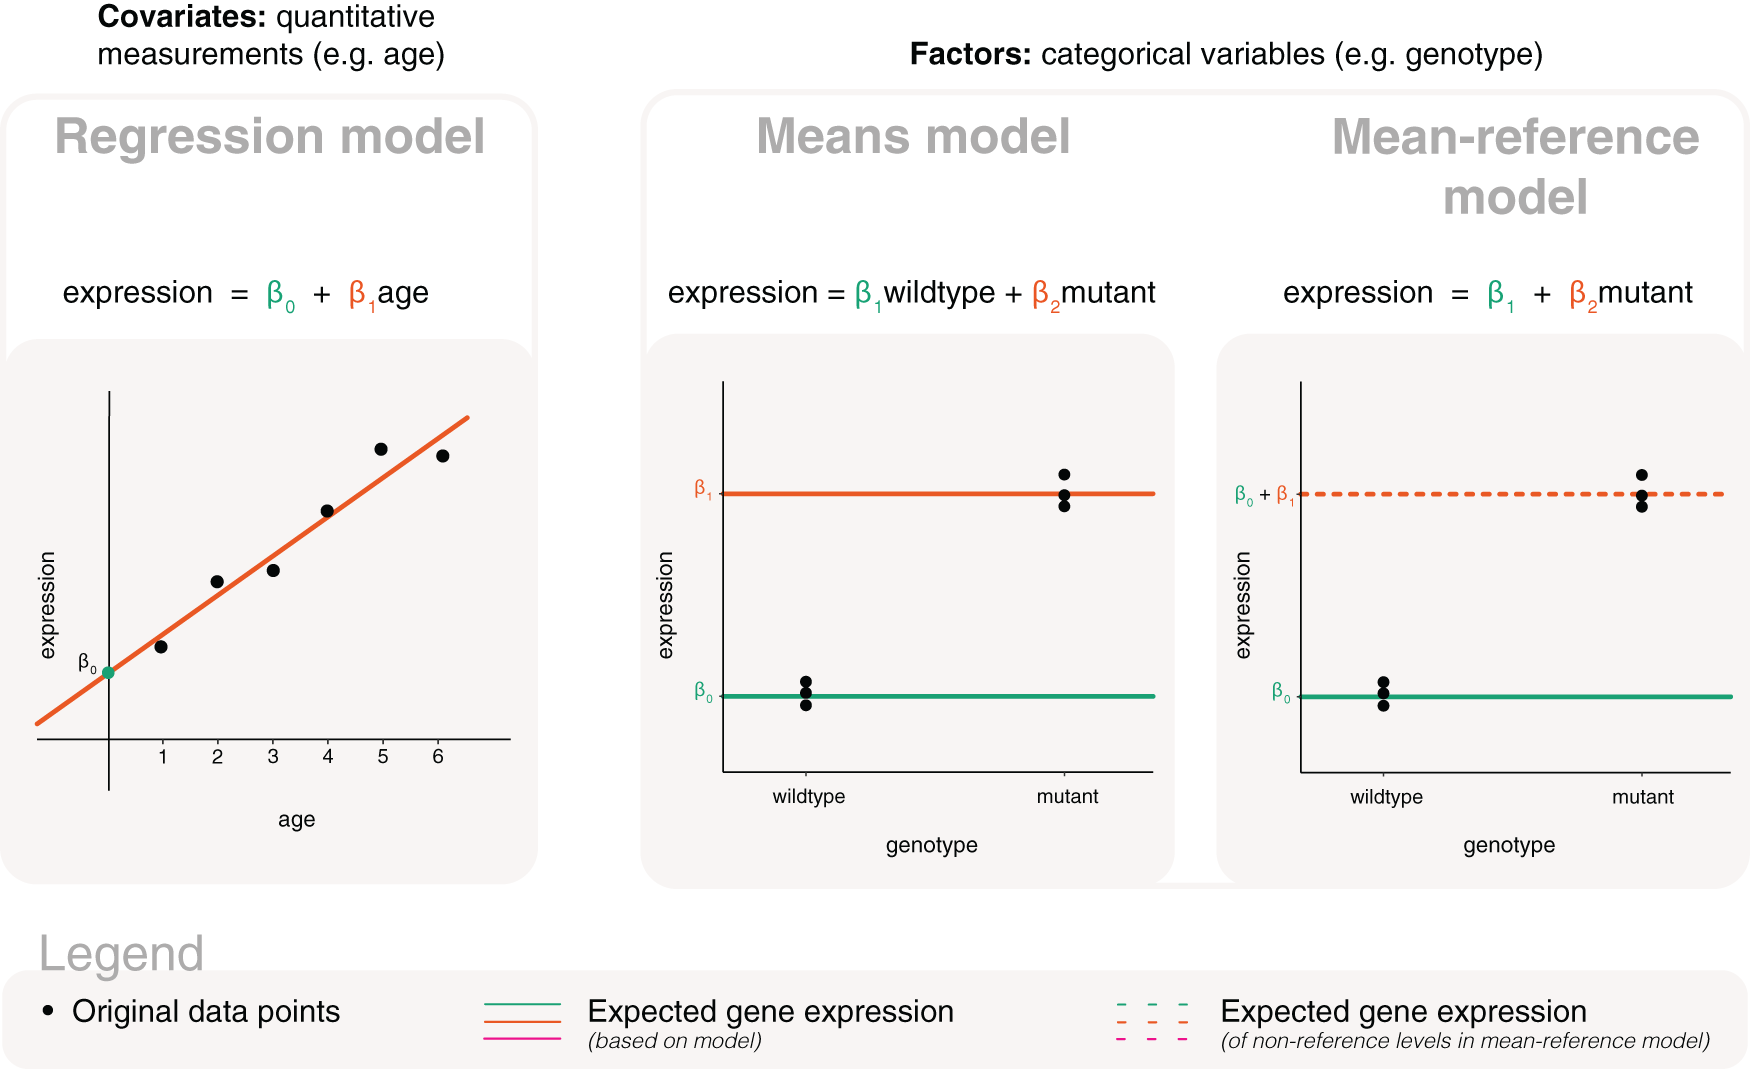 Covariates: quantitative
measurements (e.g. age)
Factors: categorical variables (e.g. genotype)
Regression model
Means model
Mean-reference
model
expression = β0 + β1age
expression = β1wildtype + β2mutant
expression = β1 + β2mutant
expression
β0
1 2 3 4 5 6
age
expression
β1
β0
wildtype mutant
genotype
expression
β0 + β1
β0
wildtype mutant
genotype
Legend
Original data points
Expected gene expression
(based on model)
Expected gene expression
(of non-reference levels in mean-reference model)